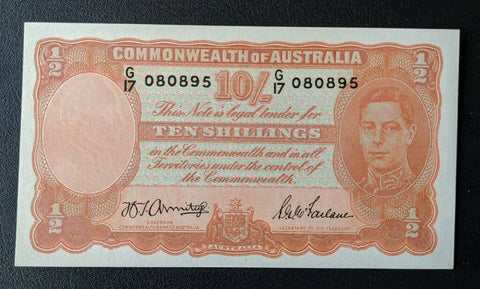 COMMONWEALTH OF AUSTRALIA
1/2 1/2
G/17 080895 10/- G/17 080895
This Note is legal tender for
TEN SHILLINGS
in the Commonwealth and in all
Territories under the control of
the Commonwealth.
H.T. Armitage
GOVERNOR
COMMONWEALTH BANK OF AUSTRALIA
AUSTRALIA
S.G. McFarlane
SECRETARY TO THE TREASURY
1/2 1/2